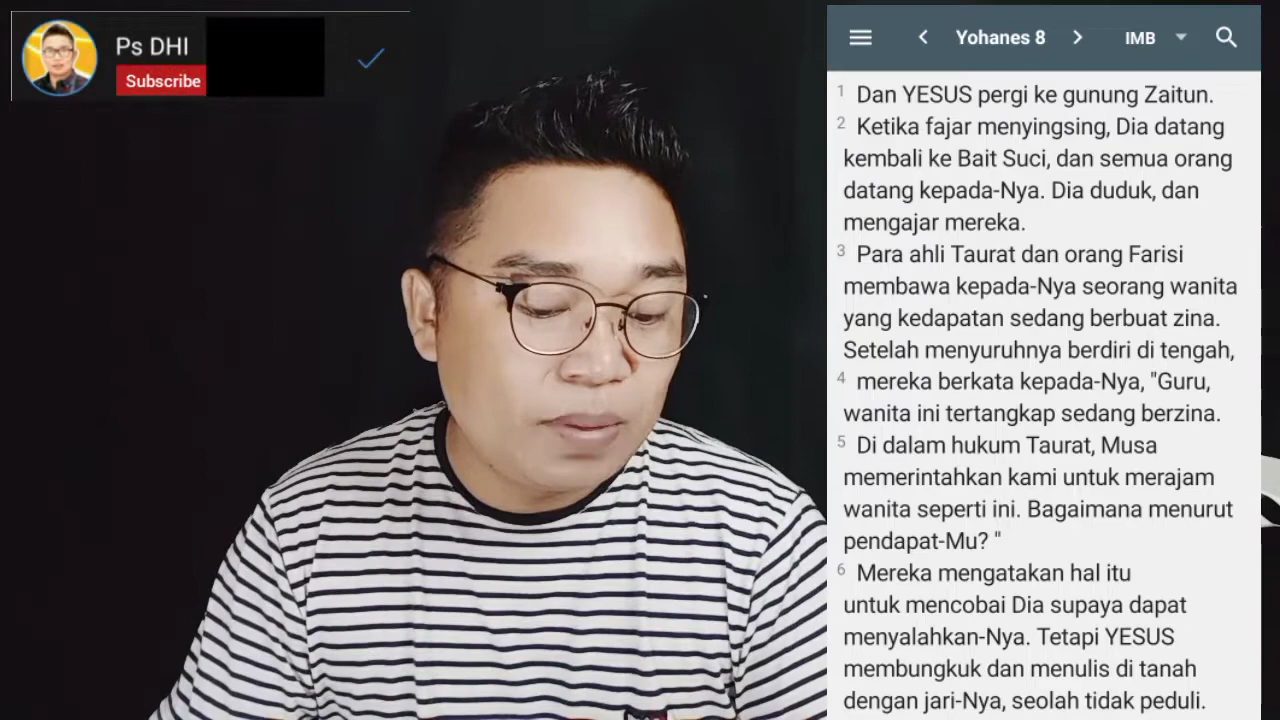 Ps DHI
Subscribe
Yohanes 8
IMB
1 Dan YESUS pergi ke gunung Zaitun.
2 Ketika fajar menyingsing, Dia datang
kembali ke Bait Suci, dan semua orang
datang kepada-Nya. Dia duduk, dan
mengajar mereka.
3 Para ahli Taurat dan orang Farisi
membawa kepada-Nya seorang wanita
yang kedapatan sedang berbuat zina.
Setelah menyuruhnya berdiri di tengah,
4 mereka berkata kepada-Nya, "Guru,
wanita ini tertangkap sedang berzina.
5 Di dalam hukum Taurat, Musa
memerintahkan kami untuk merajam
wanita seperti ini. Bagaimana menurut
pendapat-Mu? "
6 Mereka mengatakan hal itu
untuk mencobai Dia supaya dapat
menyalahkan-Nya. Tetapi YESUS
membungkuk dan menulis di tanah
dengan jari-Nya, seolah tidak peduli.